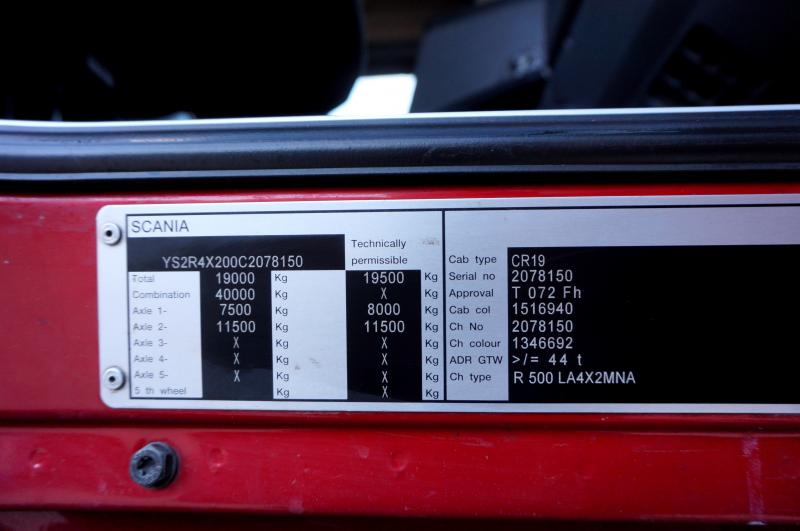 SCANIA
Technically
permissible
YS2R4X200C2078150
Total 19000 Kg 19500 Kg
Combination 40000 Kg X Kg
Axle 1- 7500 Kg 8000 Kg
Axle 2- 11500 Kg 11500 Kg
Axle 3- X Kg X Kg
Axle 4- X Kg X Kg
Axle 5- X Kg X Kg
5 th wheel Kg X Kg
Cab type CR19
Serial no 2078150
Approval T 072 Fh
Cab col 1516940
Ch No 2078150
Ch colour 1346692
ADR GTW >/= 44 t
Ch type R 500 LA4X2MNA